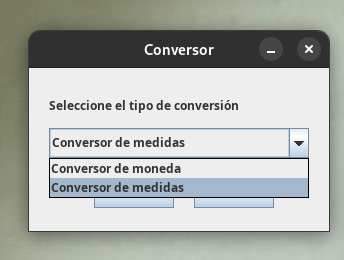 Conversor
Seleccione el tipo de conversión
Conversor de medidas
Conversor de moneda
Conversor de medidas